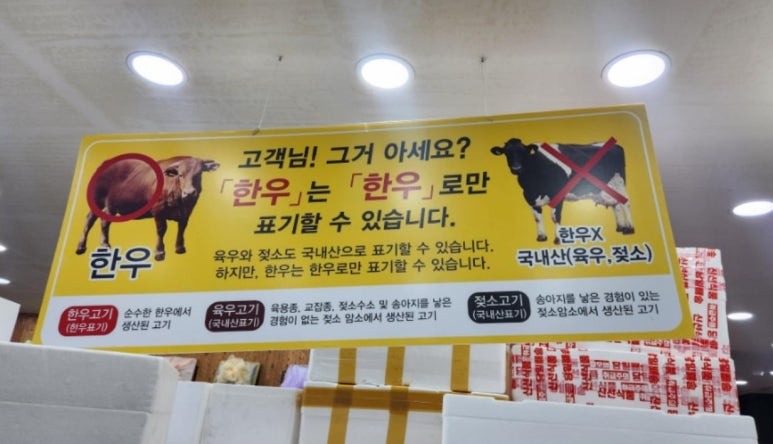 고객님! 그거 아세요?
「한우」는 「한우」로만
표기할 수 있습니다.
육우와 젖소도 국내산으로 표기할 수 있습니다.
하지만, 한우는 한우로만 표기할 수 있습니다.
한우
한우X
국내산(육우,젖소)
한우고기
(한우표기)
순수한 한우에서
생산된 고기
육우고기
(국내산표기)
육용종, 교잡종, 젖소수소 및 송아지를 낳은
경험이 없는 젖소 암소에서 생산된 고기
젖소고기
(국내산표기)
송아지를 낳은 경험이 있는
젖소암소에서 생산된 고기